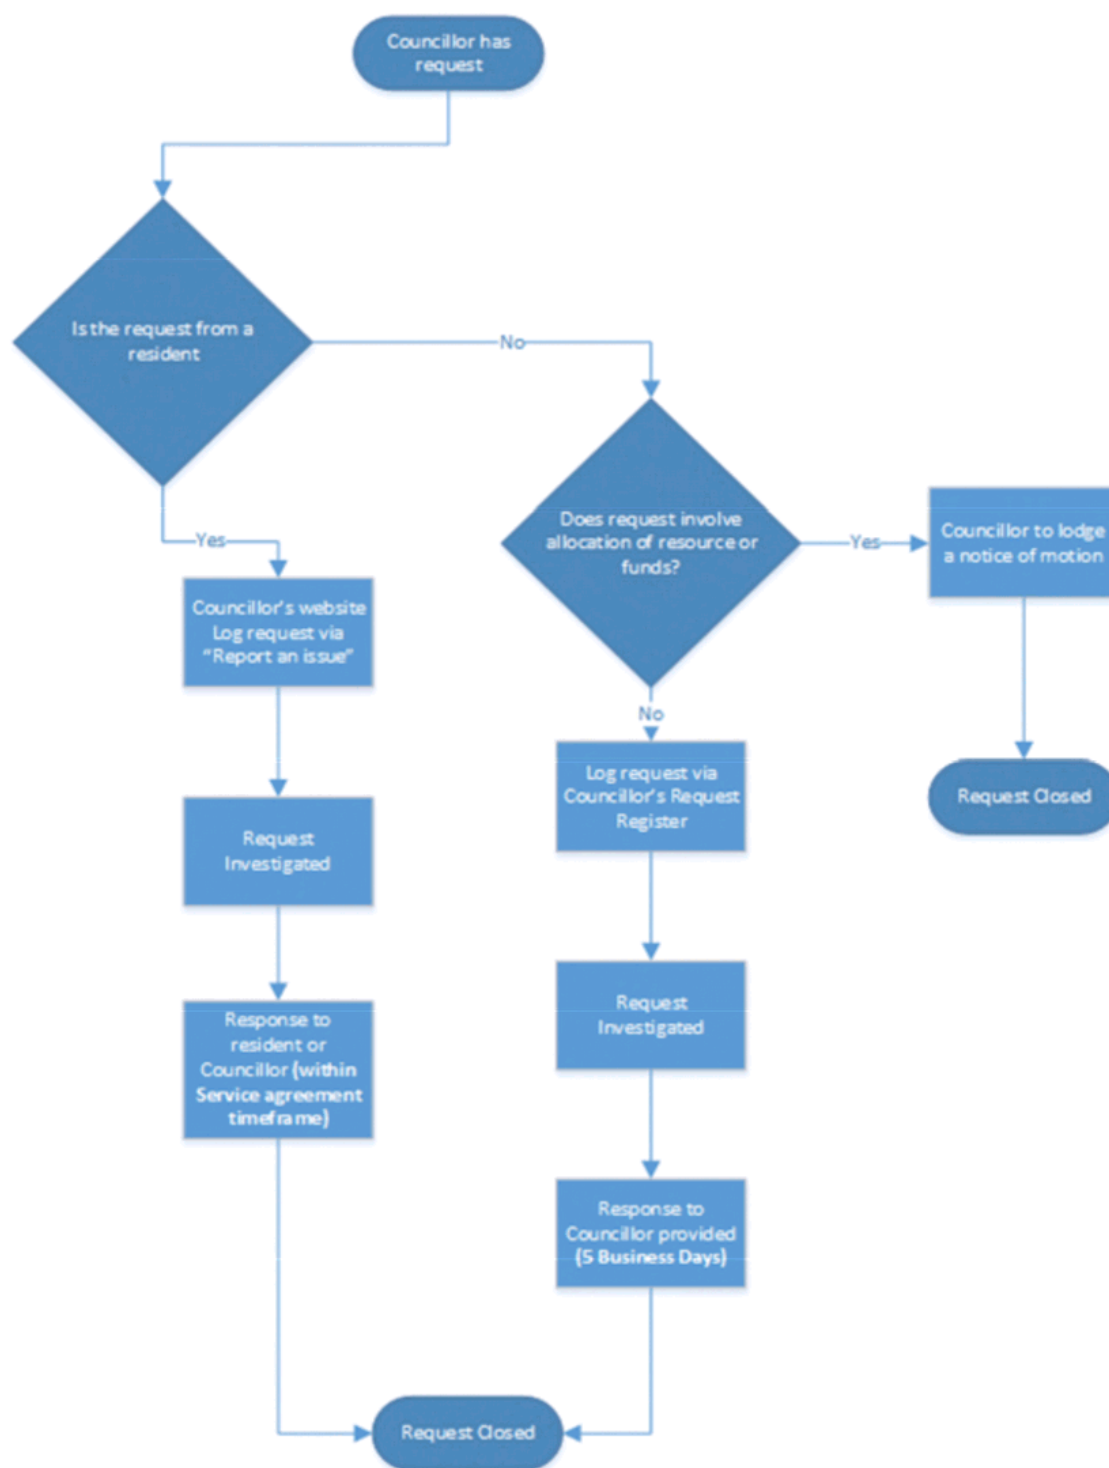 Councillor has
request
Is the request from a
resident
No
Does request involve
allocation of resource or
funds?
Yes
Councillor to lodge
a notice of motion
Request Closed
Yes
Councillor's website
Log request via
“Report an issue”
Request
Investigated
Response to
resident or
Councillor (within
Service agreement
timeframe)
No
Log request via
Councillor's Request
Register
Request
Investigated
Response to
Councillor provided
(5 Business Days)
Request Closed